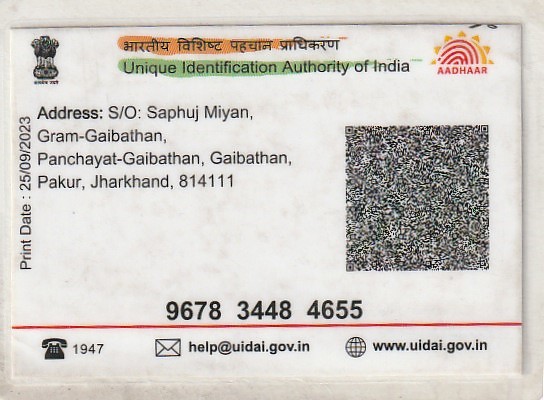 भारतीय विशिष्ट पहचान प्राधिकरण
Unique Identification Authority of India
AADHAAR
Address: S/O: Saphuj Miyan,
Gram-Gaibathan,
Panchayat-Gaibathan, Gaibathan,
Pakur, Jharkhand, 814111
Print Date : 25/09/2023
9678 3448 4655
1947
help@uidai.gov.in
www.uidai.gov.in